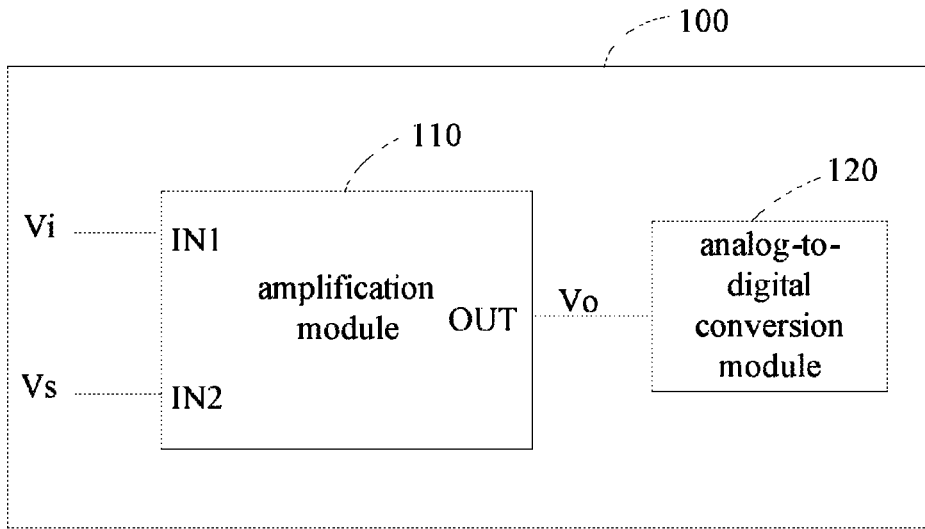 100
110
120
Vi
IN1
amplification
module
OUT
Vo
analog-to-
digital
conversion
module
Vs
IN2